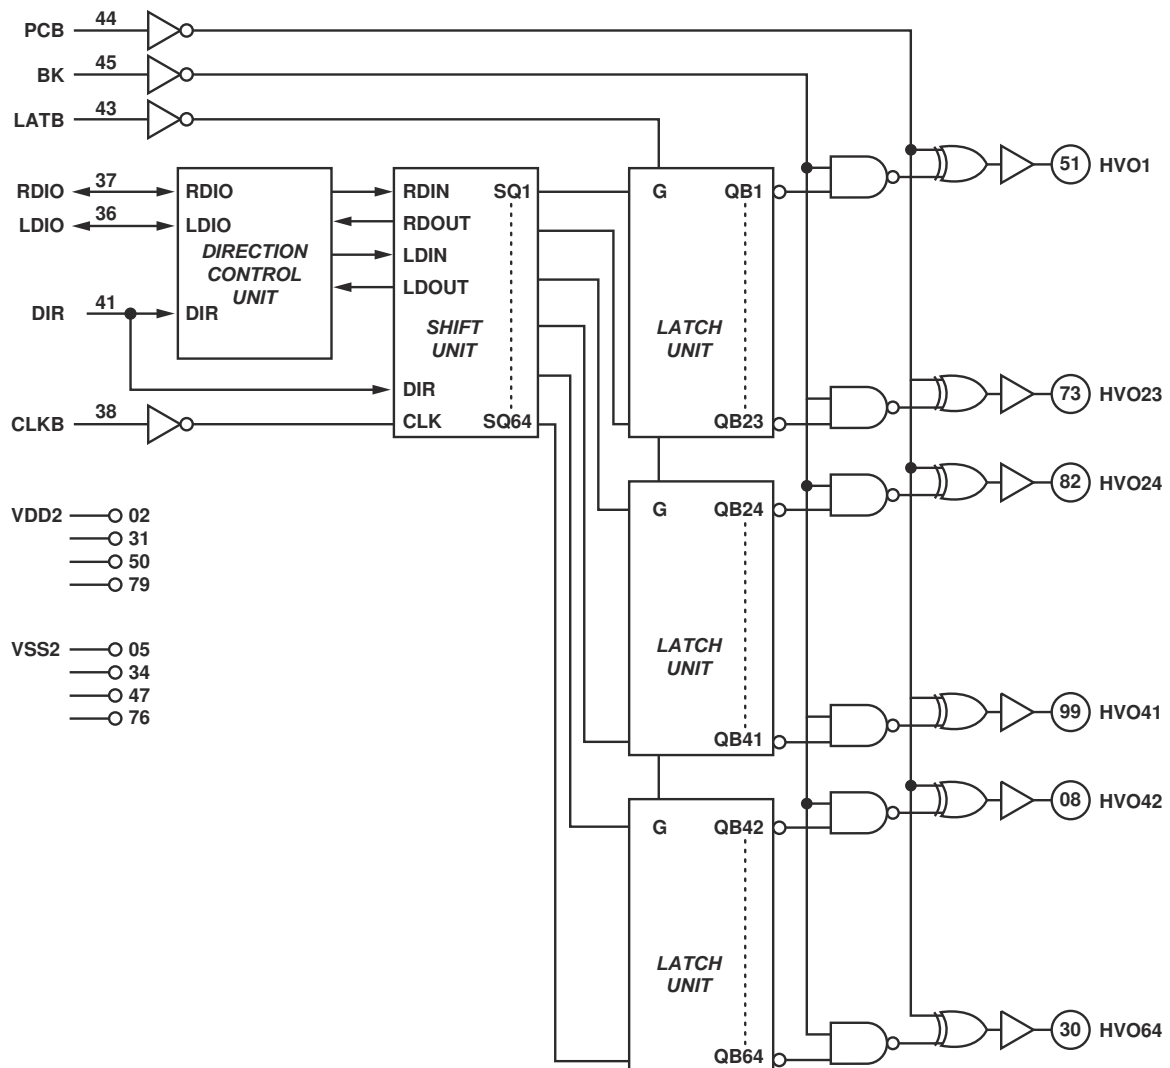 PCB 44
BK 45
LATB 43
51 HVO1
RDIO 37 RDIO RDIN SQ1 G QB1
LDIO 36 LDIO RDOUT
DIRECTION
CONTROL
UNIT
LDIN
LDOUT
DIR 41 DIR
SHIFT
UNIT
LATCH
UNIT
DIR
73 HVO23
CLKB 38 CLK SQ64 QB23
82 HVO24
VDD2 02
31
50
79
G QB24
VSS2 05
34
47
76
LATCH
UNIT
99 HVO41
QB41
08 HVO42
G QB42
LATCH
UNIT
30 HVO64
QB64